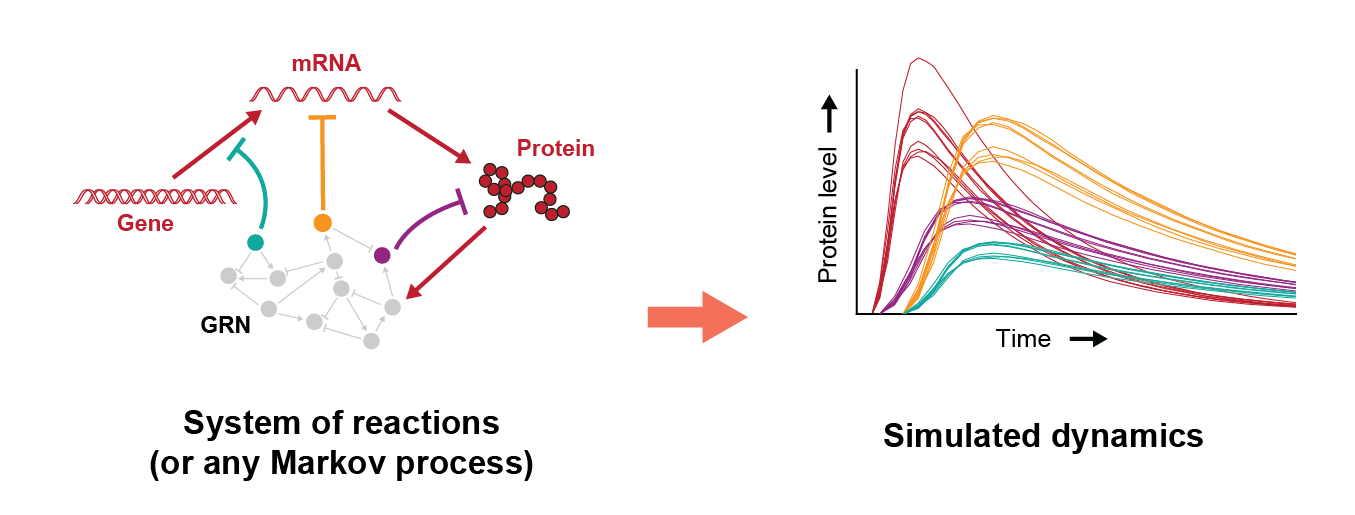 mRNA
Gene
Protein
GRN
System of reactions
(or any Markov process)
Protein level
Time
Simulated dynamics